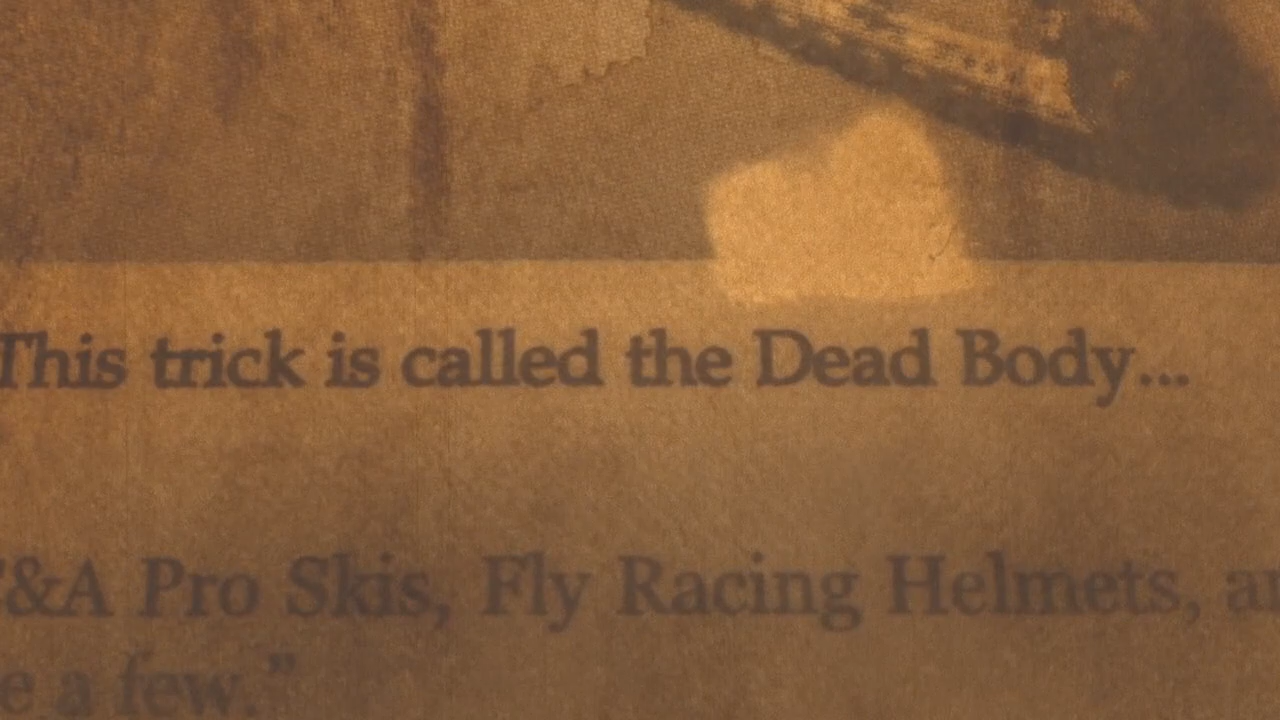 This trick is called the Dead Body...
&A Pro Skis, Fly Racing Helmets,
a few.”